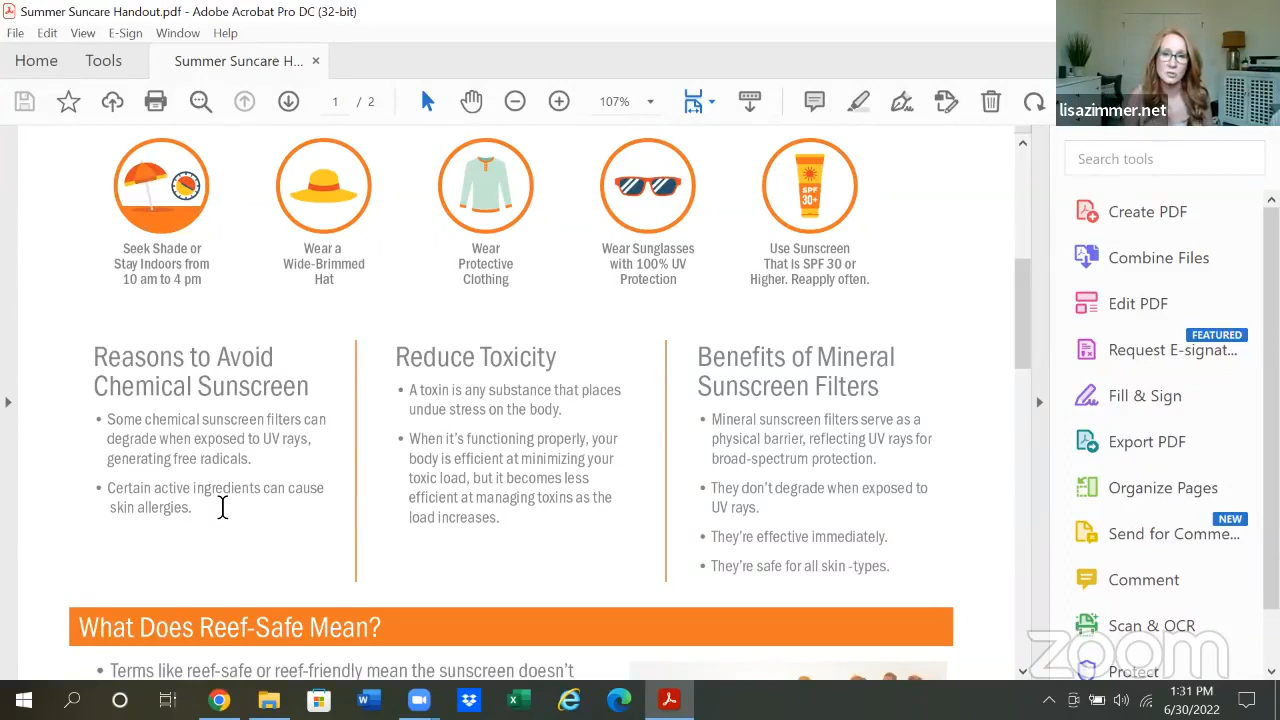 Summer Suncare Handout.pdf - Adobe Acrobat Pro DC (32-bit)
File Edit View E-Sign Window Help
Home Tools Summer Suncare H... ×
1 / 2 107%
lisazimmer.net
SPF
30+
Seek Shade or
Stay Indoors from
10 am to 4 pm
Wear a
Wide-Brimmed
Hat
Wear
Protective
Clothing
Wear Sunglasses
with 100% UV
Protection
Use Sunscreen
That Is SPF 30 or
Higher. Reapply often.
Reasons to Avoid
Chemical Sunscreen
• Some chemical sunscreen filters can
degrade when exposed to UV rays,
generating free radicals.
• Certain active ingredients can cause
skin allergies.
Reduce Toxicity
• A toxin is any substance that places
undue stress on the body.
• When it's functioning properly, your
body is efficient at minimizing your
toxic load, but it becomes less
efficient at managing toxins as the
load increases.
Benefits of Mineral
Sunscreen Filters
• Mineral sunscreen filters serve as a
physical barrier, reflecting UV rays for
broad-spectrum protection.
• They don't degrade when exposed to
UV rays.
• They're effective immediately.
• They're safe for all skin -types.
What Does Reef-Safe Mean?
• Terms like reef-safe or reef-friendly mean the sunscreen doesn't
Search tools
Create PDF
Combine Files
Edit PDF
FEATURED
Request E-signat...
Fill & Sign
Export PDF
Organize Pages
NEW
Send for Comme...
Comment
Scan & OCR
Protect
zoom
1:31 PM
6/30/2022